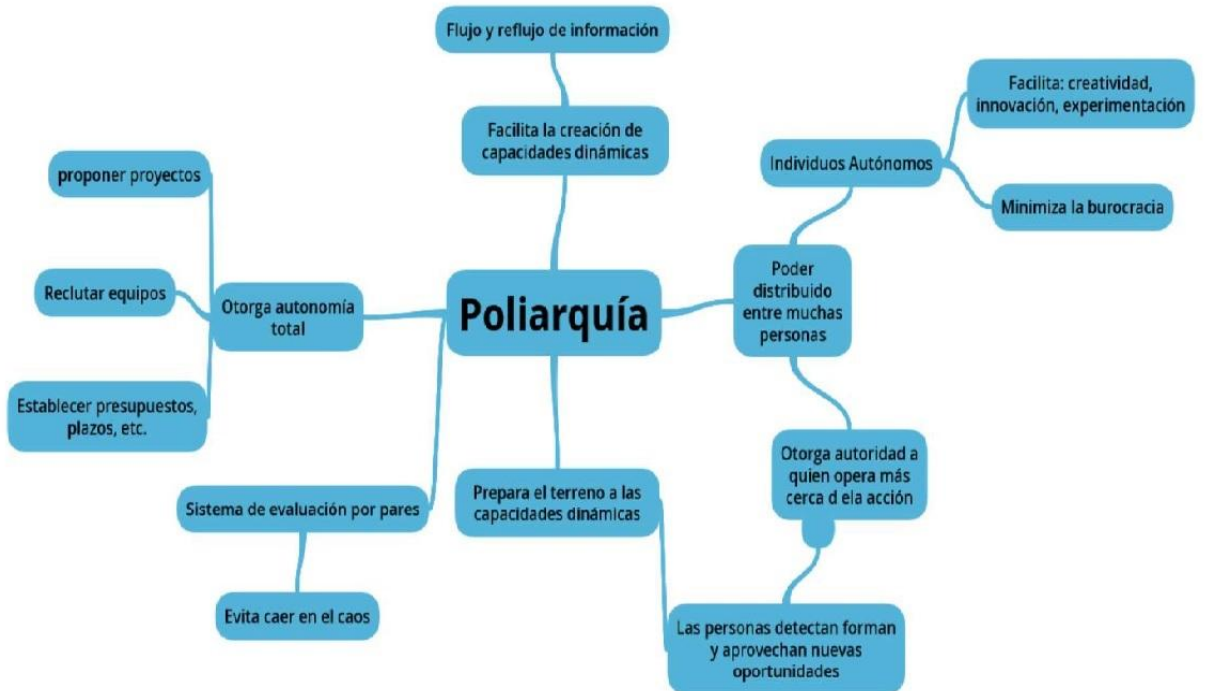 Flujo y reflujo de información
Facilita la creación de
capacidades dinámicas
Facilita: creatividad,
innovación, experimentación
Individuos Autónomos
Minimiza la burocracia
proponer proyectos
Reclutar equipos
Otorga autonomía
total
Establecer presupuestos,
plazos, etc.
Poliarquía
Poder
distribuido
entre muchas
personas
Otorga autoridad a
quien opera más
cerca d ela acción
Sistema de evaluación por pares
Evita caer en el caos
Prepara el terreno a las
capacidades dinámicas
Las personas detectan forman
y aprovechan nuevas
oportunidades